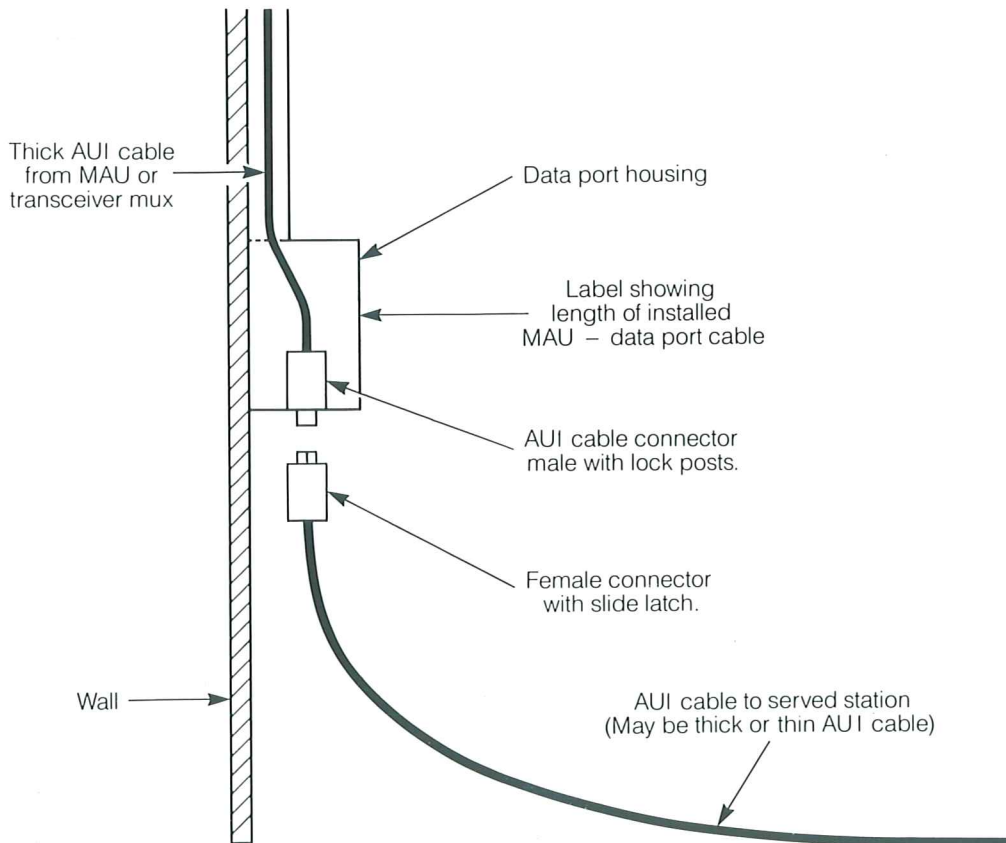 Thick AUI cable
from MAU or
transceiver mux
Data port housing
Label showing
length of installed
MAU – data port cable
AUI cable connector
male with lock posts.
Female connector
with slide latch.
Wall
AUI cable to served station
(May be thick or thin AUI cable)